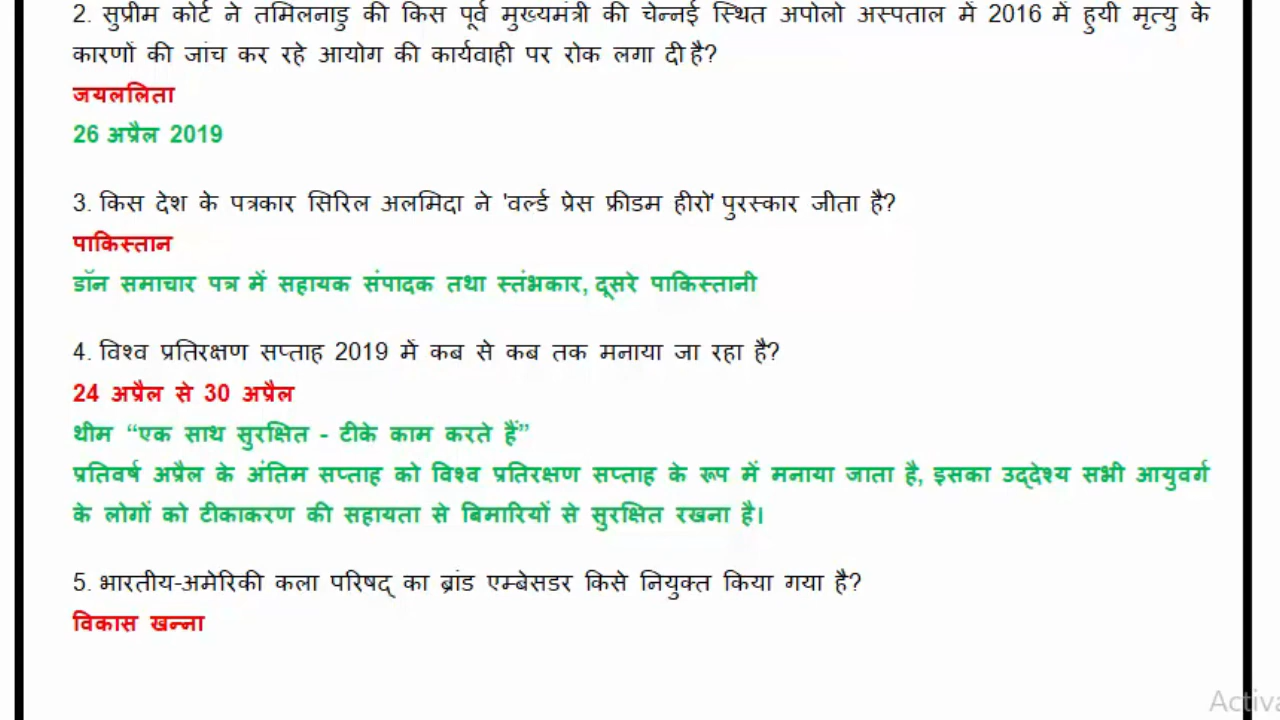 2. सुप्रीम कोर्ट ने तमिलनाडु की किस पूर्व मुख्यमंत्री की चेन्नई स्थित अपोलो अस्पताल में 2016 में हुयी मृत्यु के
कारणों की जांच कर रहे आयोग की कार्यवाही पर रोक लगा दी है?
जयललिता
26 अप्रैल 2019
3. किस देश के पत्रकार सिरिल अलमिदा ने 'वर्ल्ड प्रेस फ्रीडम हीरो' पुरस्कार जीता है?
पाकिस्तान
डॉन समाचार पत्र में सहायक संपादक तथा स्तंभकार, दूसरे पाकिस्तानी
4. विश्व प्रतिरक्षण सप्ताह 2019 में कब से कब तक मनाया जा रहा है?
24 अप्रैल से 30 अप्रैल
थीम “एक साथ सुरक्षित - टीके काम करते हैं”
प्रतिवर्ष अप्रैल के अंतिम सप्ताह को विश्व प्रतिरक्षण सप्ताह के रूप में मनाया जाता है, इसका उद्देश्य सभी आयुवर्ग
के लोगों को टीकाकरण की सहायता से बिमारियों से सुरक्षित रखना है।
5. भारतीय-अमेरिकी कला परिषद् का ब्रांड एम्बेसडर किसे नियुक्त किया गया है?
विकास खन्ना